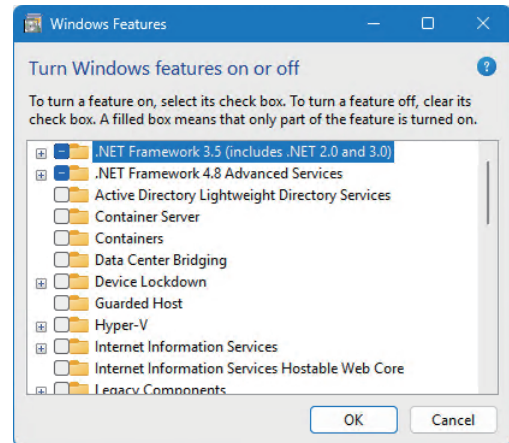 Windows Features
Turn Windows features on or off
To turn a feature on, select its check box. To turn a feature off, clear its
check box. A filled box means that only part of the feature is turned on.
.NET Framework 3.5 (includes .NET 2.0 and 3.0)
.NET Framework 4.8 Advanced Services
Active Directory Lightweight Directory Services
Container Server
Containers
Data Center Bridging
Device Lockdown
Guarded Host
Hyper-V
Internet Information Services
Internet Information Services Hostable Web Core
Legacy Components
OK Cancel